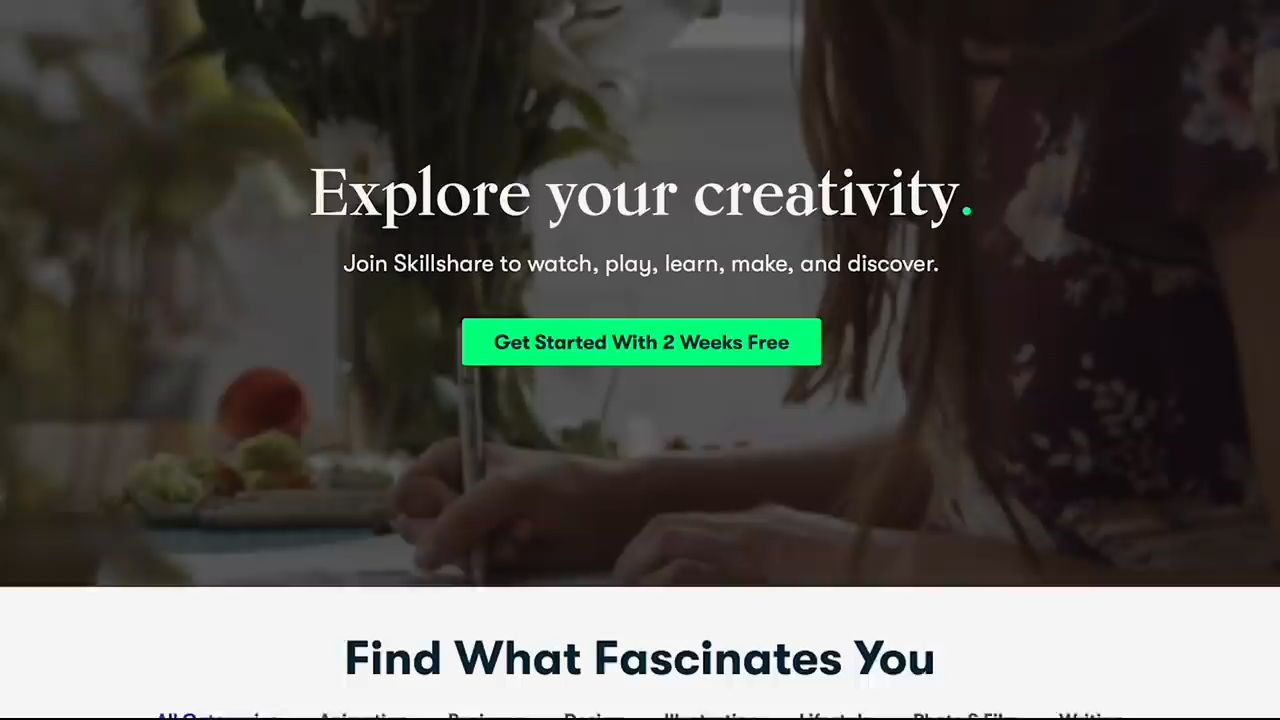 Explore your creativity.
Join Skillshare to watch, play, learn, make, and discover.
Get Started With 2 Weeks Free
Find What Fascinates You